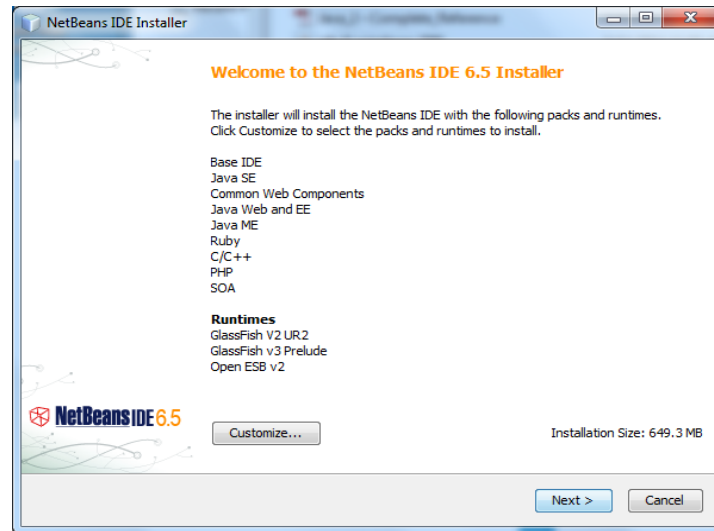 NetBeans IDE Installer
Welcome to the NetBeans IDE 6.5 Installer
The installer will install the NetBeans IDE with the following packs and runtimes.
Click Customize to select the packs and runtimes to install.
Base IDE
Java SE
Common Web Components
Java Web and EE
Java ME
Ruby
C/C++
PHP
SOA
Runtimes
GlassFish V2 UR2
GlassFish v3 Prelude
Open ESB v2
NetBeans IDE 6.5
Customize...
Installation Size: 649.3 MB
Next >
Cancel